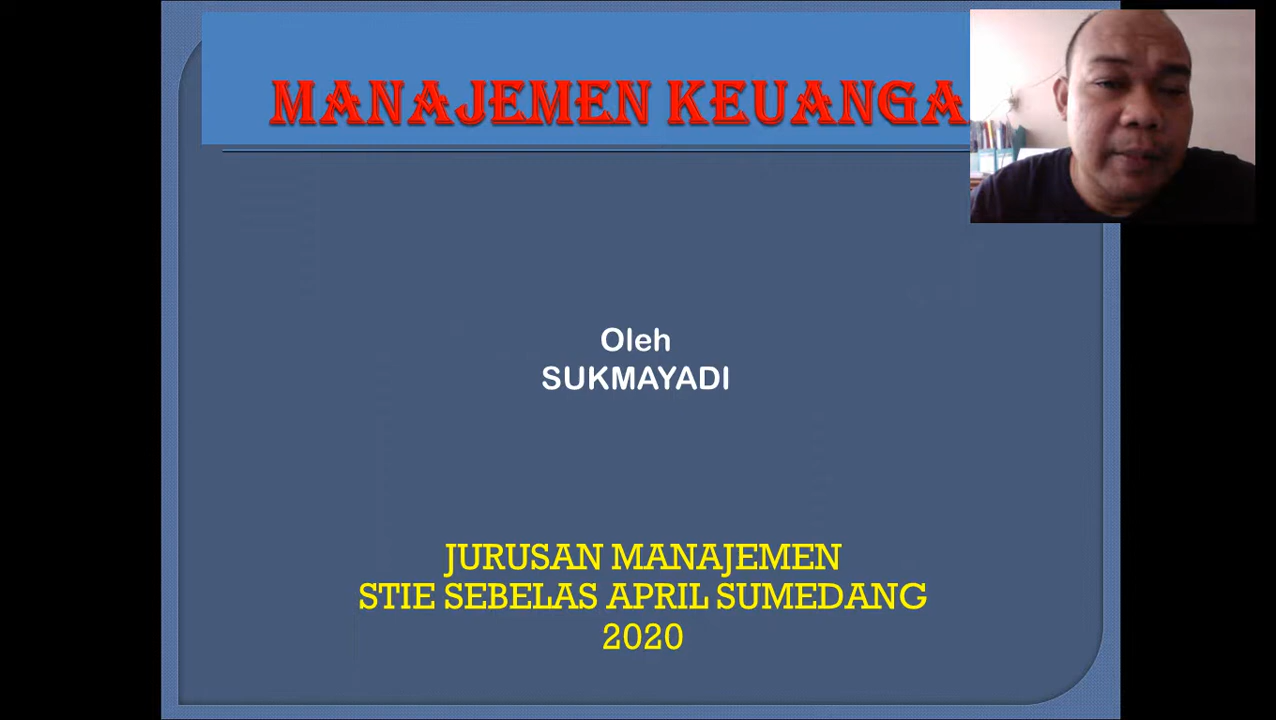 MANAJEMEN KEUANGA
Oleh
SUKMAYADI
JURUSAN MANAJEMEN
STIE SEBELAS APRIL SUMEDANG
2020